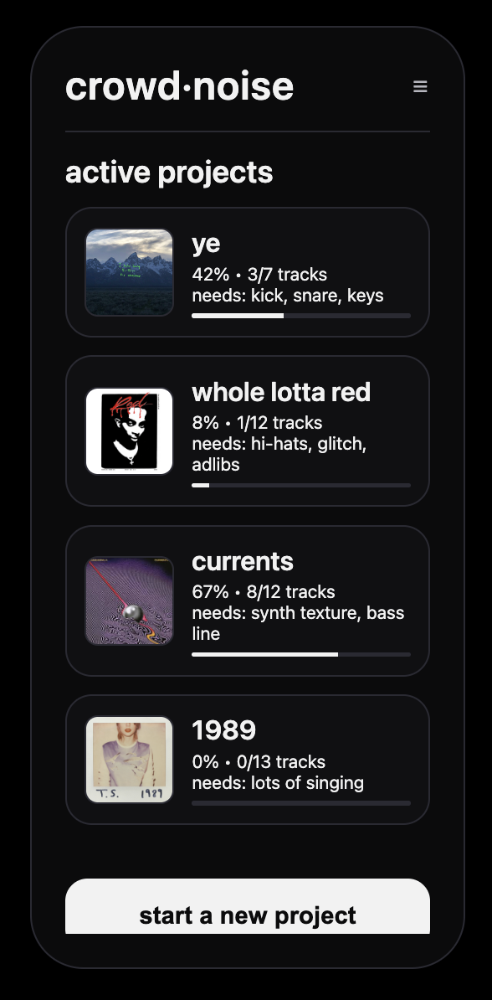 crowd·noise
active projects
ye
42% • 3/7 tracks
needs: kick, snare, keys
whole lotta red
8% • 1/12 tracks
needs: hi-hats, glitch,
adlibs
Red
currents
67% • 8/12 tracks
needs: synth texture, bass
line
1989
0% • 0/13 tracks
needs: lots of singing
T.S. 1989
start a new project